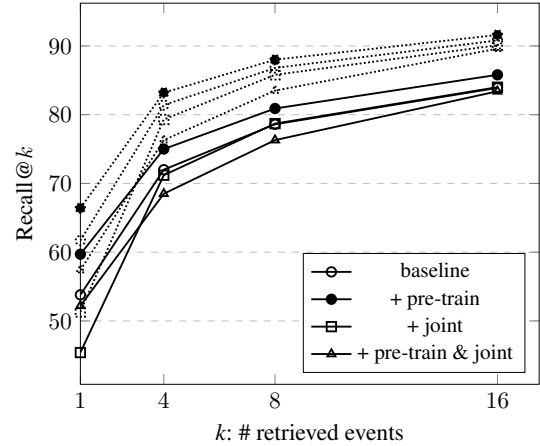 90
80
70
60
50
Recall@k
1 4 8 16
k: # retrieved events
baseline
+ pre-train
+ joint
+ pre-train & joint